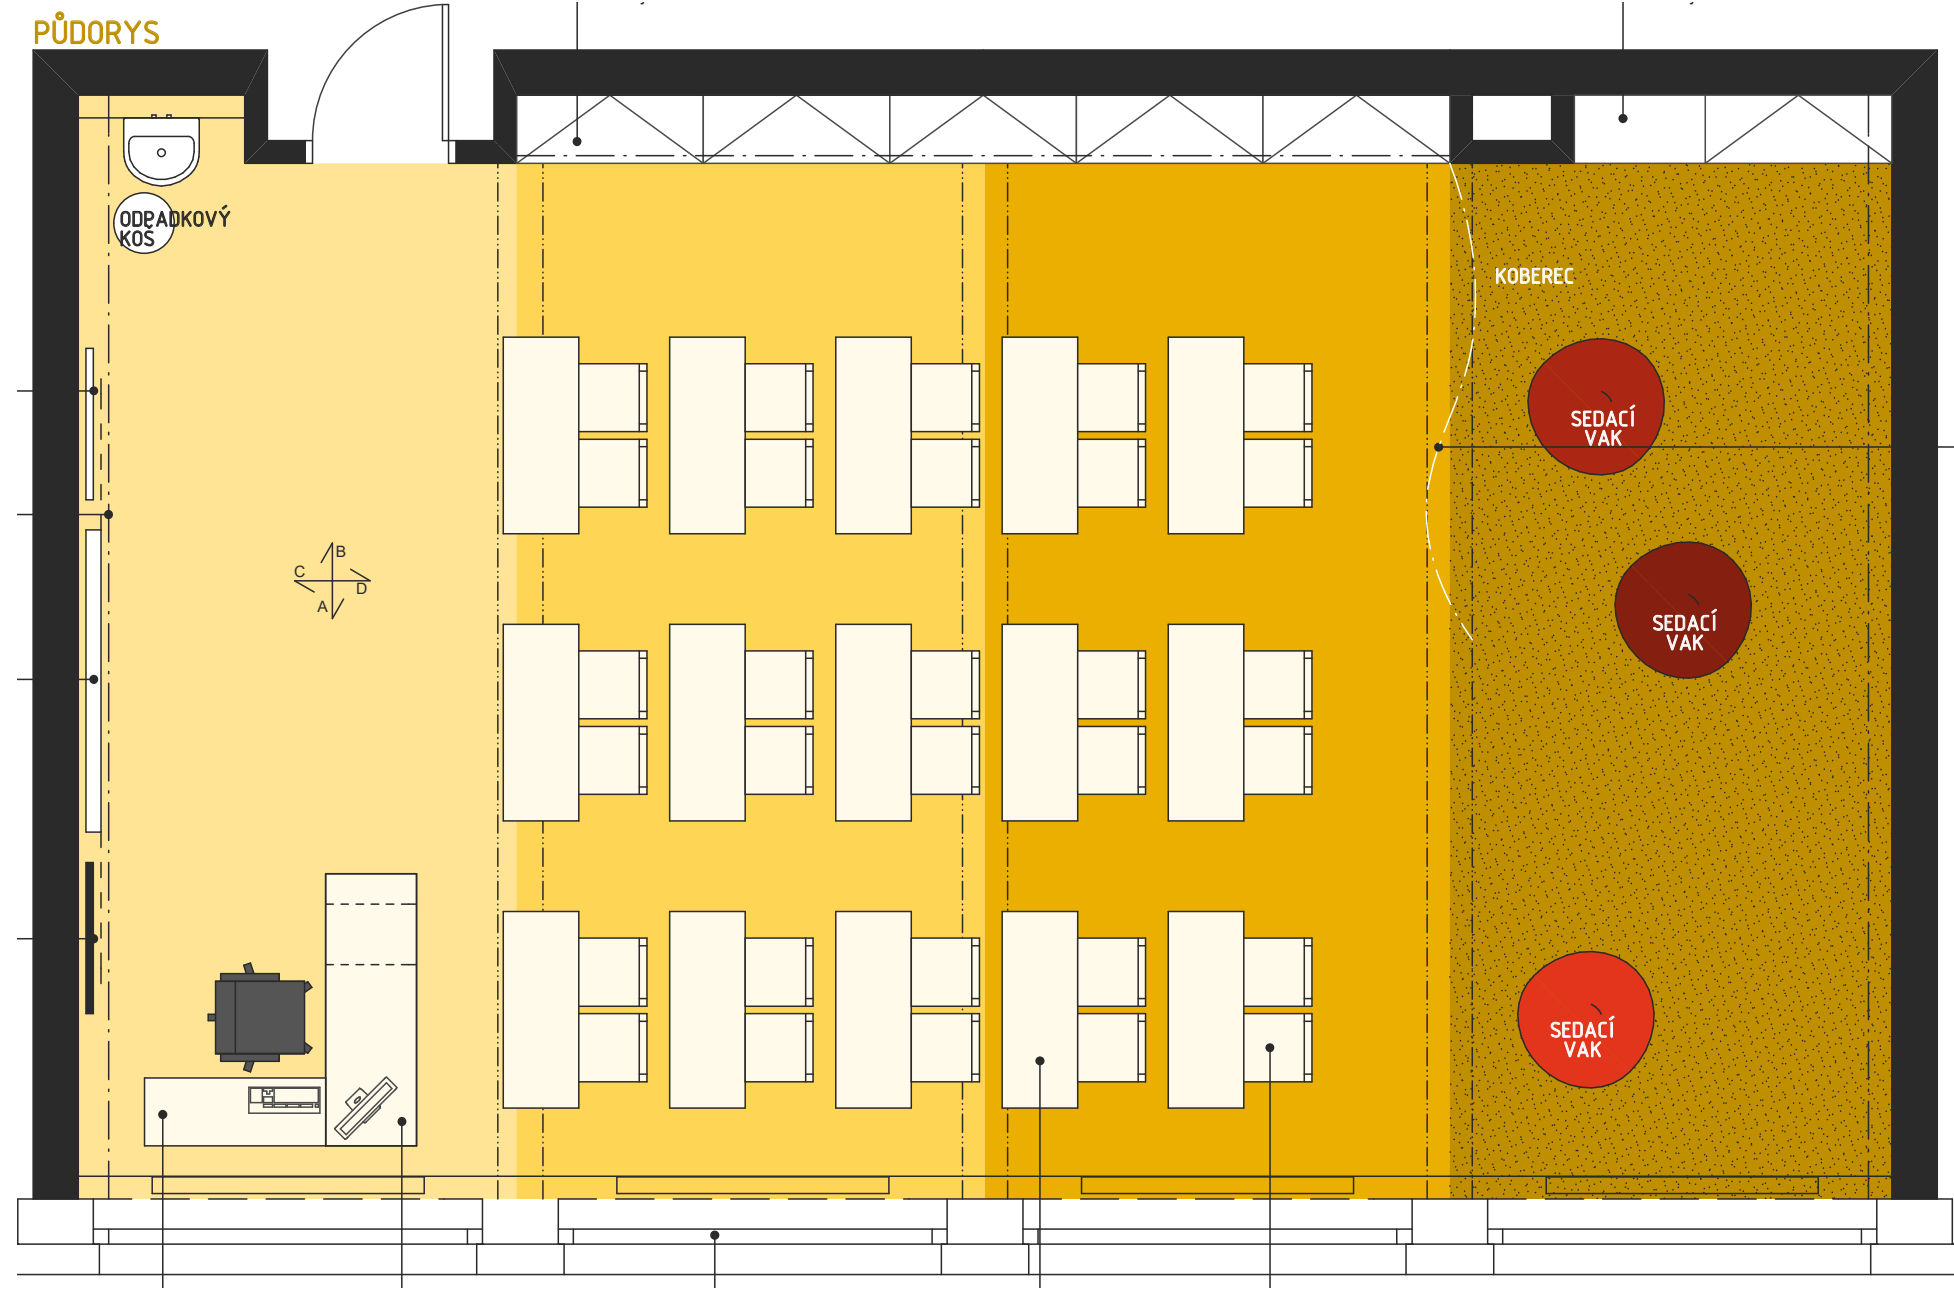 PŮDORYS
ODPADKOVÝ
KOŠ
KOBEREC
SEDACÍ
VAK
B
C
D
A
SEDACÍ
VAK
SEDACÍ
VAK